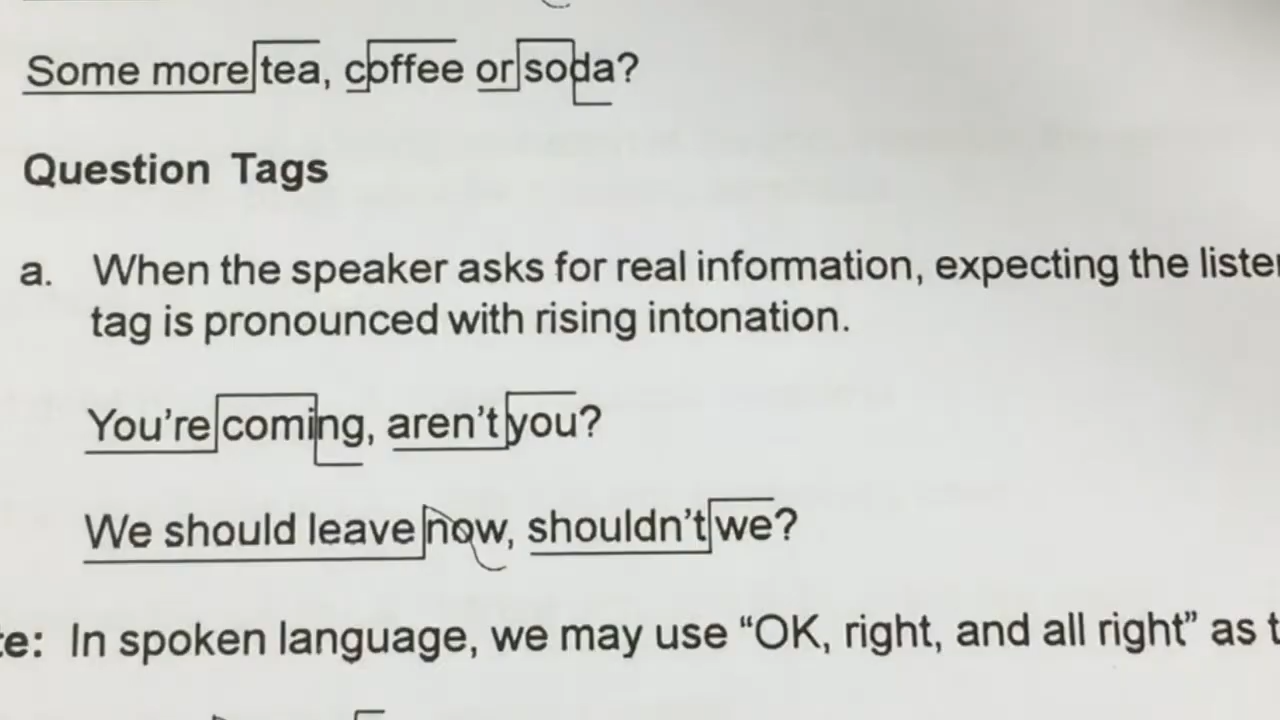 Some more tea, coffee or soda?
Question Tags
a. When the speaker asks for real information, expecting the
tag is pronounced with rising intonation.
You're coming, aren't you?
We should leave now, shouldn't we?
In spoken language, we may use “OK, right, and all right” as